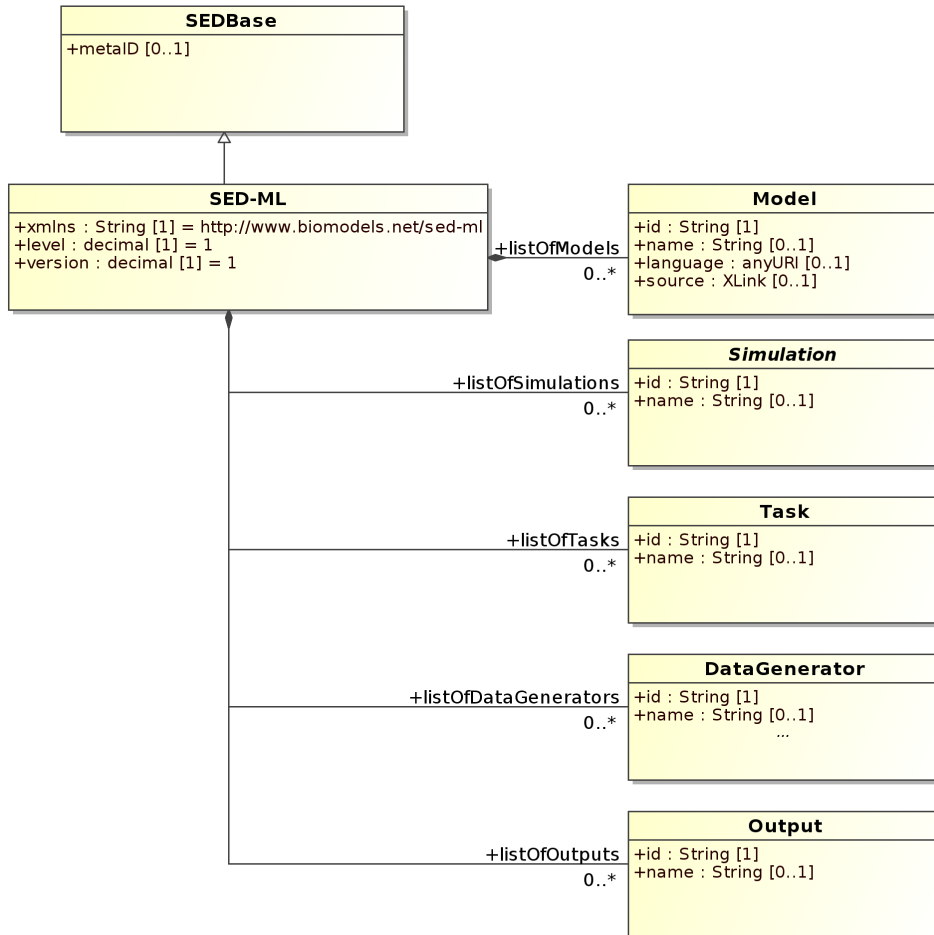 SEDBase
+metaID [0..1]
SED-ML
+xmlns : String [1] = http://www.biomodels.net/sed-ml
+level : decimal [1] = 1
+version : decimal [1] = 1
+listOfModels
0..*
Model
+id : String [1]
+name : String [0..1]
+language : anyURI [0..1]
+source : XLink [0..1]
+listOfSimulations
0..*
Simulation
+id : String [1]
+name : String [0..1]
+listOfTasks
0..*
Task
+id : String [1]
+name : String [0..1]
+listOfDataGenerators
0..*
DataGenerator
+id : String [1]
+name : String [0..1]
...
+listOfOutputs
0..*
Output
+id : String [1]
+name : String [0..1]